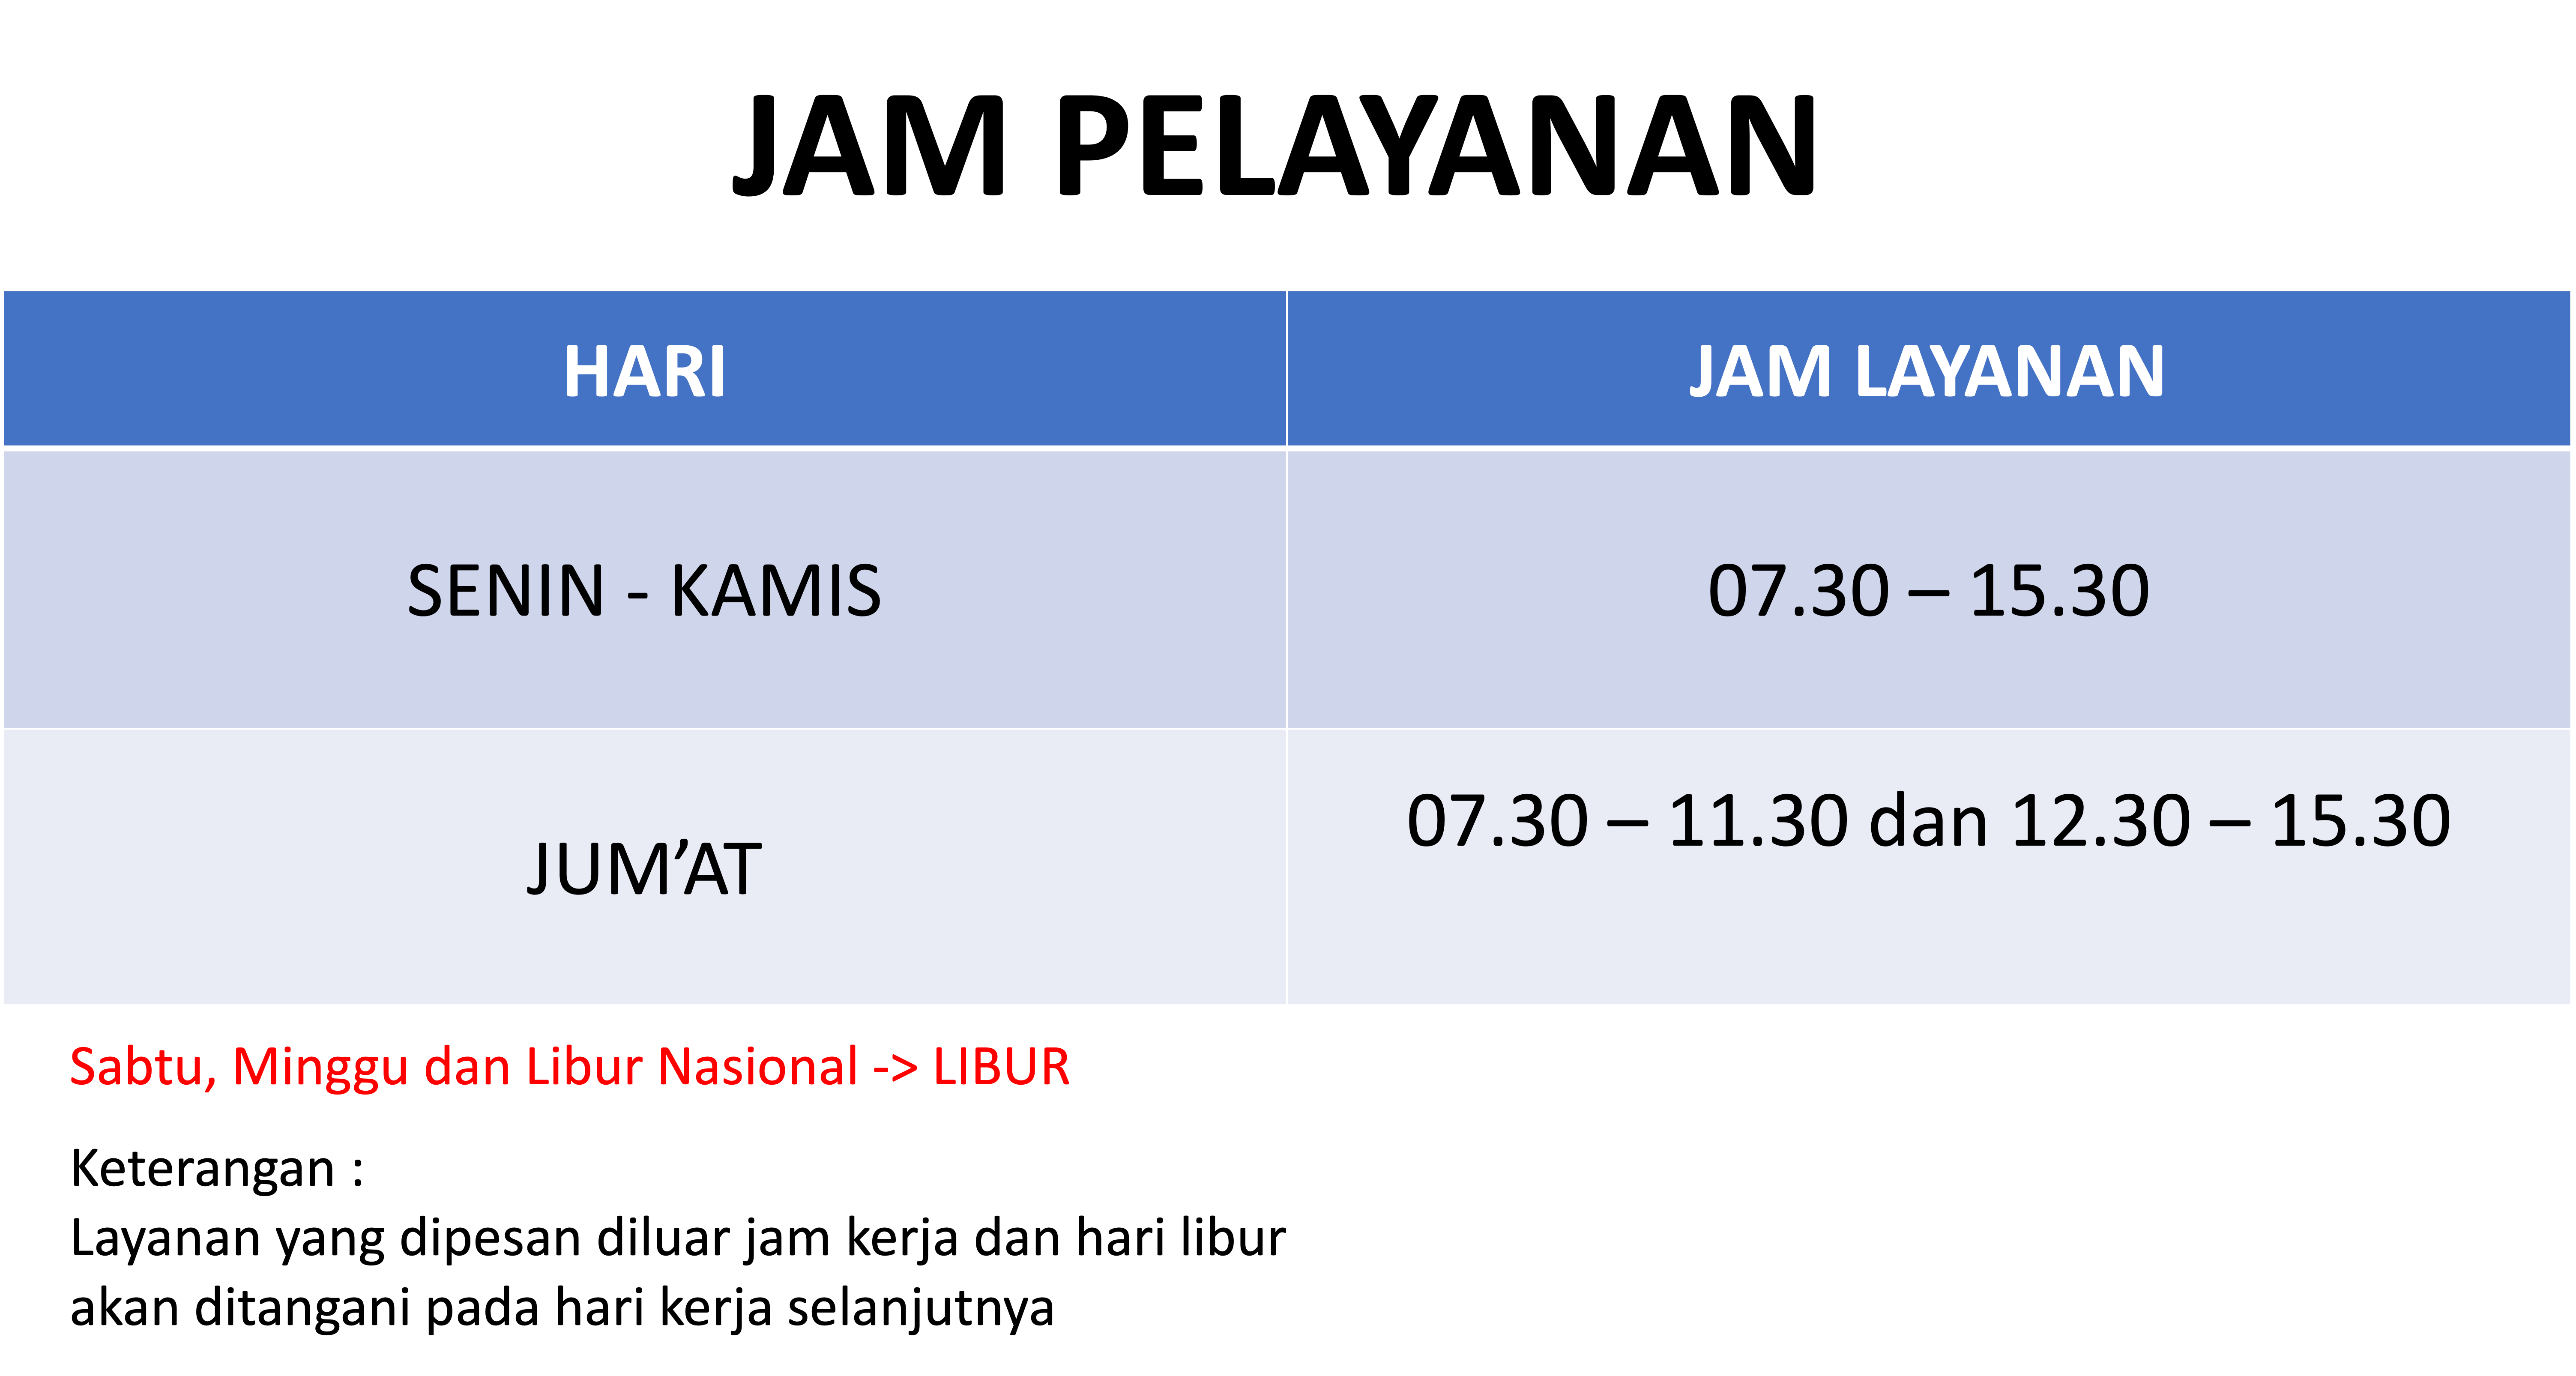 JAM PELAYANAN
HARI
JAM LAYANAN
SENIN - KAMIS
07.30 – 15.30
JUM’AT
07.30 – 11.30 dan 12.30 – 15.30
Sabtu, Minggu dan Libur Nasional -> LIBUR
Keterangan :
Layanan yang dipesan diluar jam kerja dan hari libur
akan ditangani pada hari kerja selanjutnya